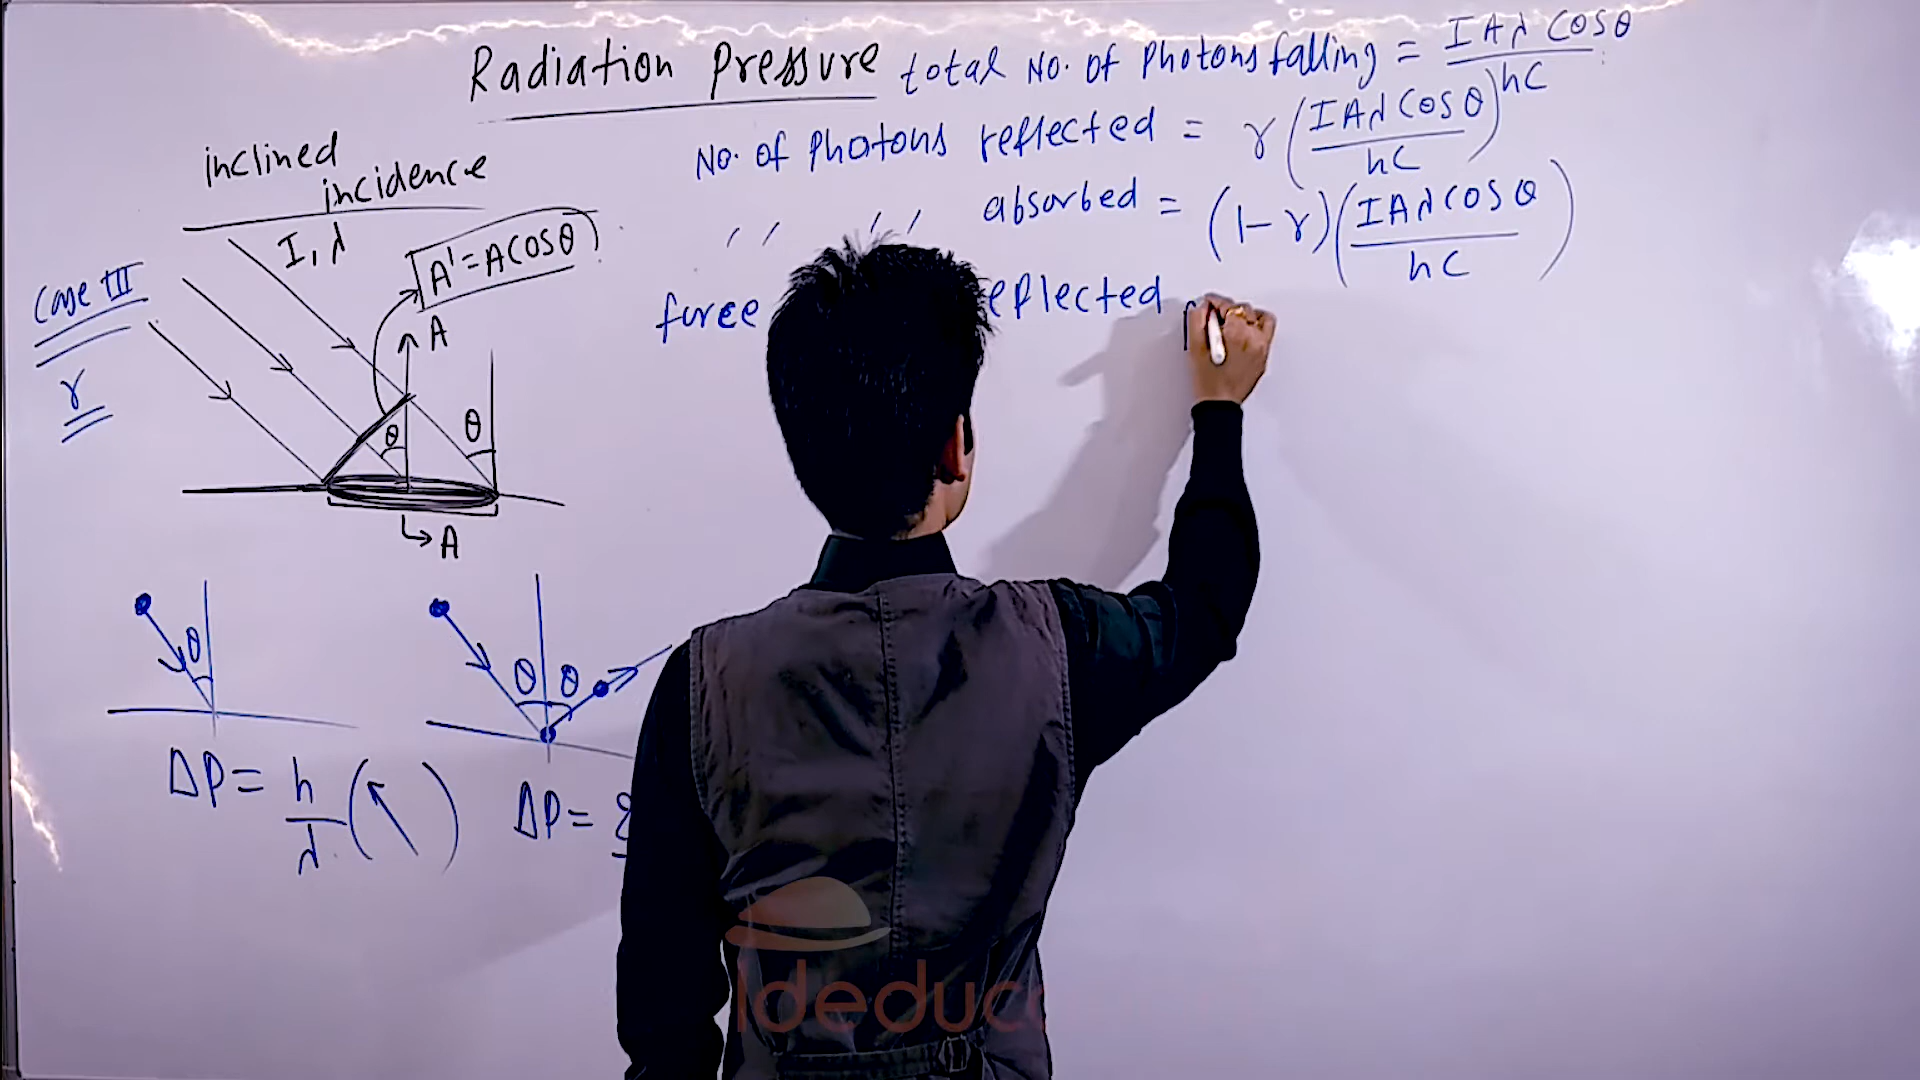 Radiation Pressure
total No. of Photons falling = IAλ COSθ / hC
No. of Photons reflected = r (IAλ COSθ / hC)
〃 〃 absorbed = (1-r)(IAλ COSθ / hC)
force eflected
inclined
incidence
I, λ
A' = A COSθ
Case III
r
A
θ
θ
A
θ
θ θ
ΔP = h/λ (↖)
ΔP =
Ideduc